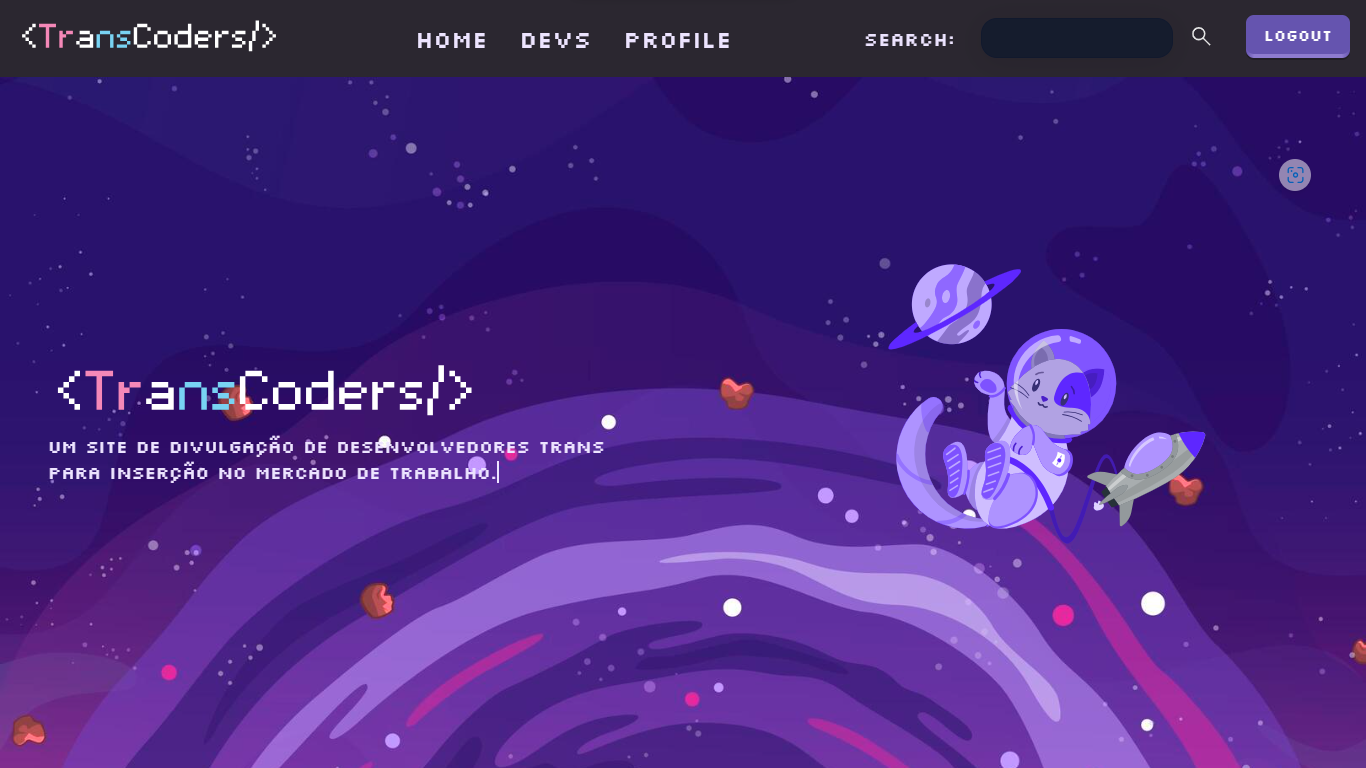 <TransCoders/>
HOME DEVS PROFILE SEARCH: LOGOUT
<TransCoders/>
UM SITE DE DIVULGAÇÃO DE DESENVOLVEDORES TRANS
PARA INSERÇÃO NO MERCADO DE TRABALHO.